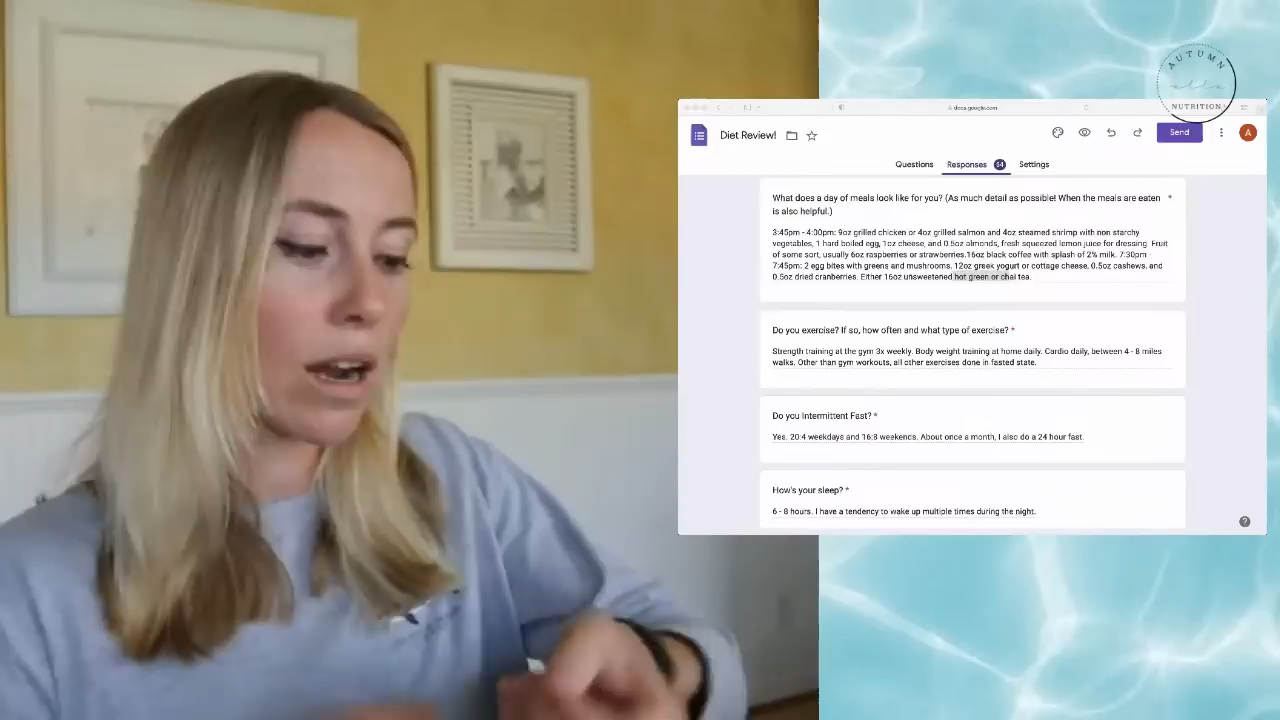 AUTUMN
elle
NUTRITION
docs.google.com
Diet Review!
Send
A
Questions
Responses 54
Settings
What does a day of meals look like for you? (As much detail as possible! When the meals are eaten *
is also helpful.)
3:45pm - 4:00pm: 9oz grilled chicken or 4oz grilled salmon and 4oz steamed shrimp with non starchy
vegetables, 1 hard boiled egg, 1oz cheese, and 0.5oz almonds, fresh squeezed lemon juice for dressing. Fruit
of some sort, usually 6oz raspberries or strawberries.16oz black coffee with splash of 2% milk. 7:30pm -
7:45pm: 2 egg bites with greens and mushrooms. 12oz greek yogurt or cottage cheese, 0.5oz cashews, and
0.5oz dried cranberries. Either 16oz unsweetened hot green or chai tea.
Do you exercise? If so, how often and what type of exercise? *
Strength training at the gym 3x weekly. Body weight training at home daily. Cardio daily, between 4 - 8 miles
walks. Other than gym workouts, all other exercises done in fasted state.
Do you Intermittent Fast? *
Yes. 20:4 weekdays and 16:8 weekends. About once a month, I also do a 24 hour fast.
How's your sleep? *
6 - 8 hours. I have a tendency to wake up multiple times during the night.